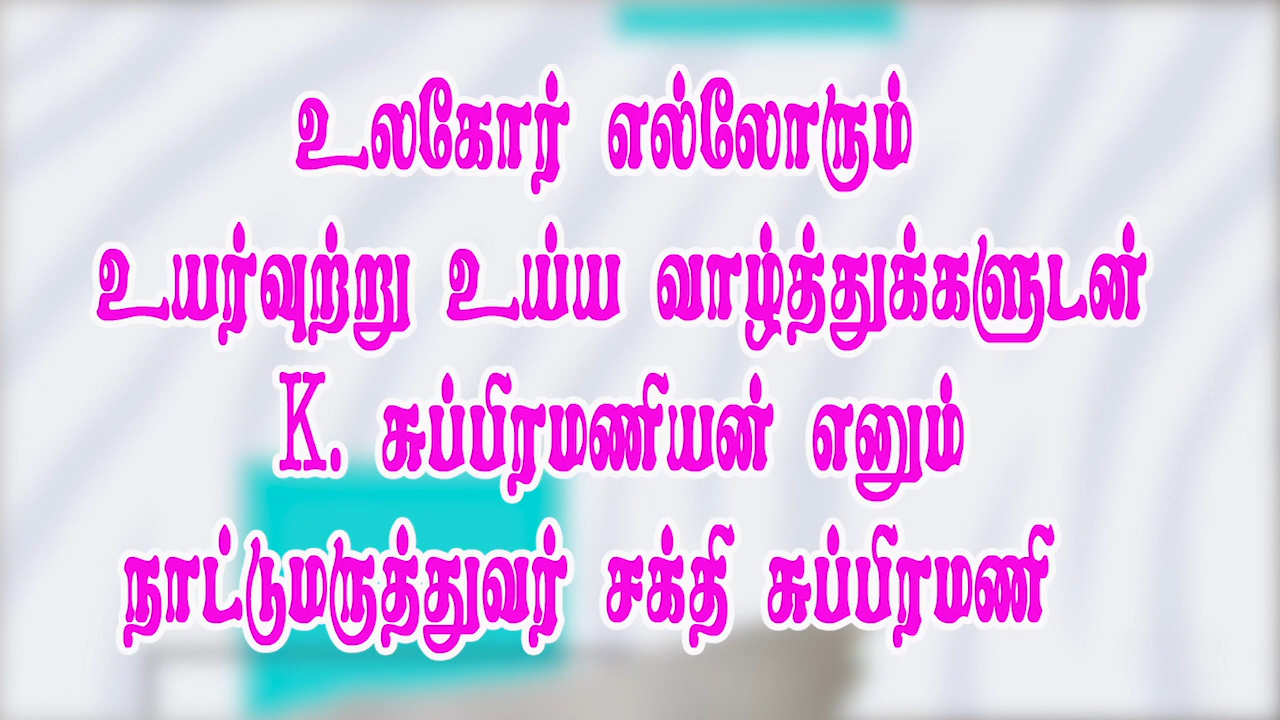 உலகோர் எல்லோரும்
உயர்வுற்று உய்ய வாழ்த்துக்களுடன்
K. சுப்பிரமணியன் எனும்
நாட்டுமருத்துவர் சக்தி சுப்பிரமணி